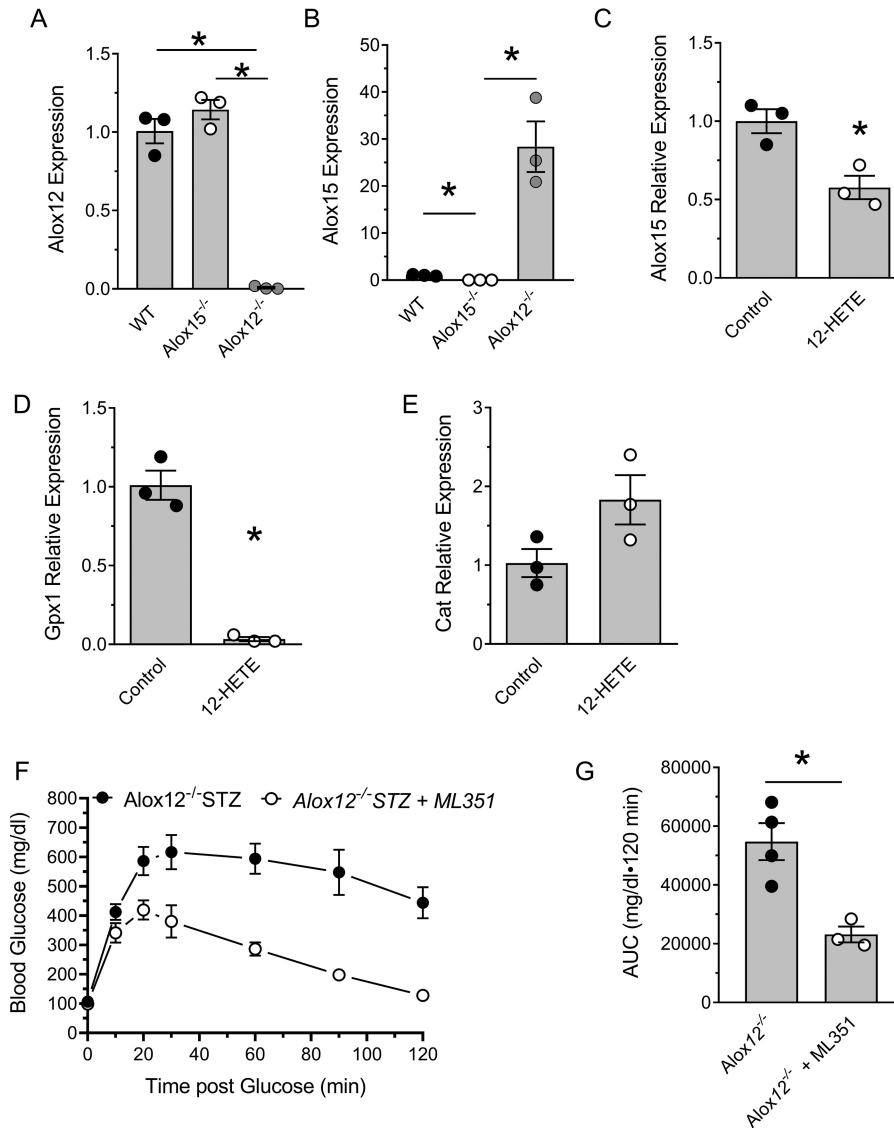 A
Alox12 Expression
1.5
1.0
0.5
0.0
*
*
WT
Alox15-/-
Alox12-/-
B
Alox15 Expression
50
40
30
20
10
0
*
*
WT
Alox15-/-
Alox12-/-
C
Alox15 Relative Expression
1.5
1.0
0.5
0.0
*
Control
12-HETE
D
Gpx1 Relative Expression
1.5
1.0
0.5
0.0
*
Control
12-HETE
E
Cat Relative Expression
3
2
1
0
Control
12-HETE
F
Alox12-/-STZ
Alox12-/-STZ + ML351
Blood Glucose (mg/dl)
800
700
600
500
400
300
200
100
0
0 20 40 60 80 100 120
Time post Glucose (min)
G
AUC (mg/dl•120 min)
80000
60000
40000
20000
0
*
Alox12-/-
Alox12-/- + ML351